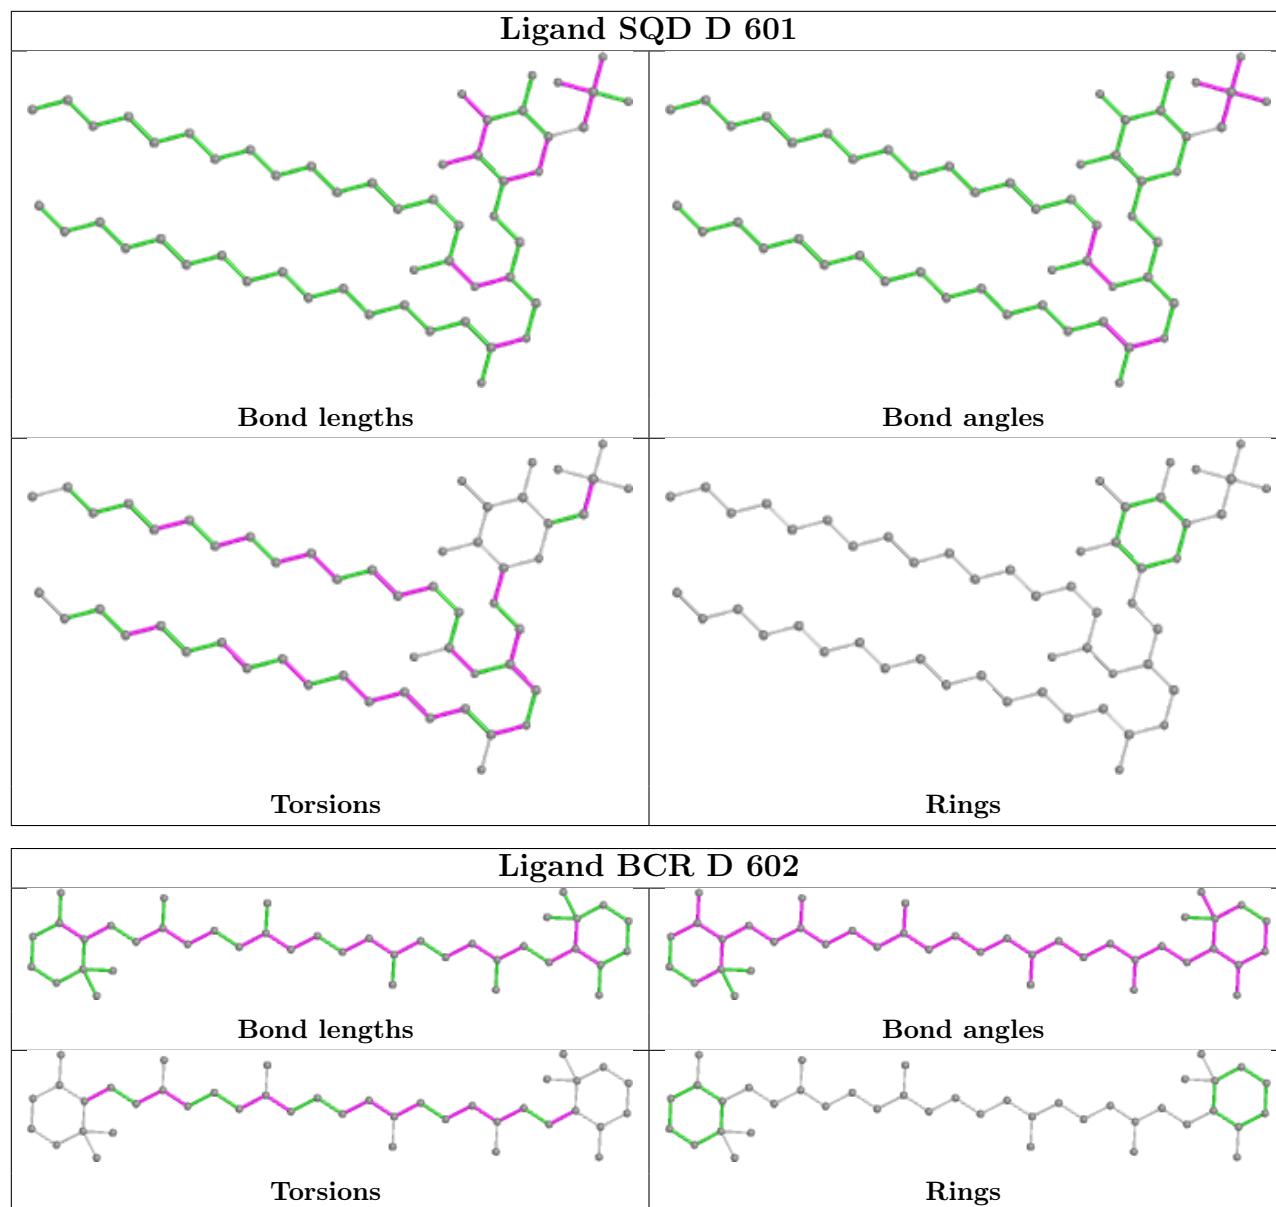 Ligand SQD D 601
Bond lengths
Bond angles
Torsions
Rings
Ligand BCR D 602
Bond lengths
Bond angles
Torsions
Rings